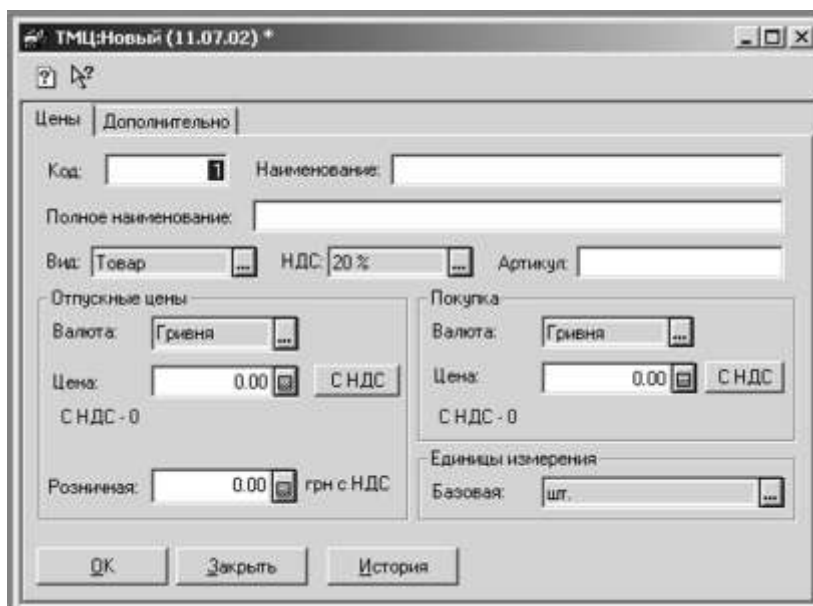 ТМЦ:Новый (11.07.02) *
Цены Дополнительно
Код: 1 Наименование:
Полное наименование:
Вид: Товар ... НДС: 20 % ... Артикул:
Отпускные цены Покупка
Валюта: Гривня ... Валюта: Гривня ...
Цена: 0.00 С НДС Цена: 0.00 С НДС
С НДС - 0 С НДС - 0
Единицы измерения
Розничная: 0.00 грн с НДС Базовая: шт. ...
OK Закрыть История